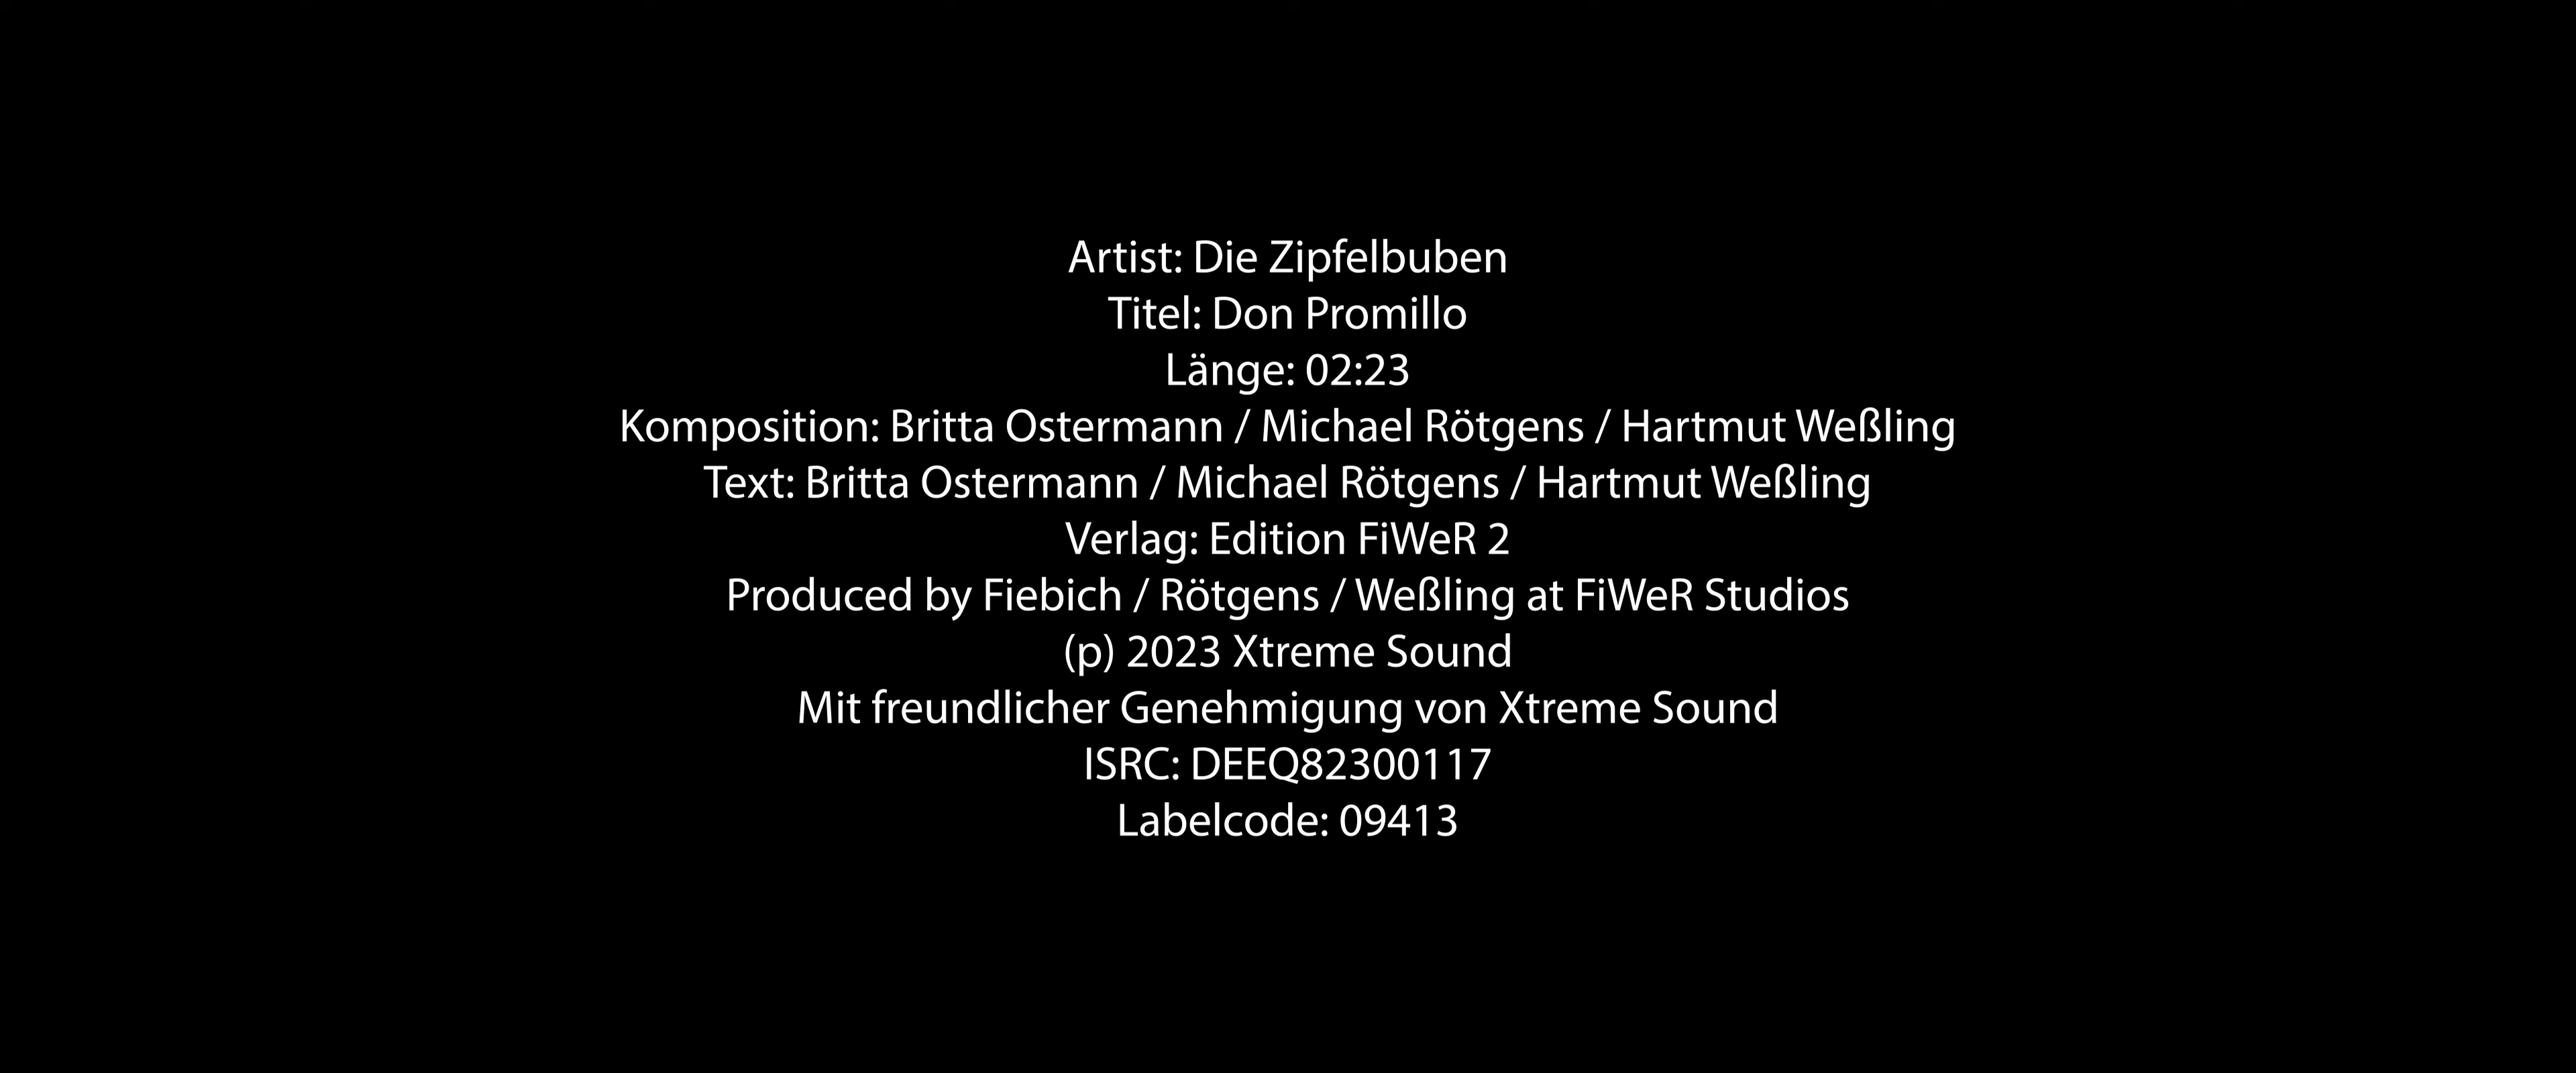 Artist: Die Zipfelbuben
Titel: Don Promillo
Länge: 02:23
Komposition: Britta Ostermann / Michael Rötgens / Hartmut Weßling
Text: Britta Ostermann / Michael Rötgens / Hartmut Weßling
Verlag: Edition FiWeR 2
Produced by Fiebich / Rötgens / Weßling at FiWeR Studios
(p) 2023 Xtreme Sound
Mit freundlicher Genehmigung von Xtreme Sound
ISRC: DEEQ82300117
Labelcode: 09413